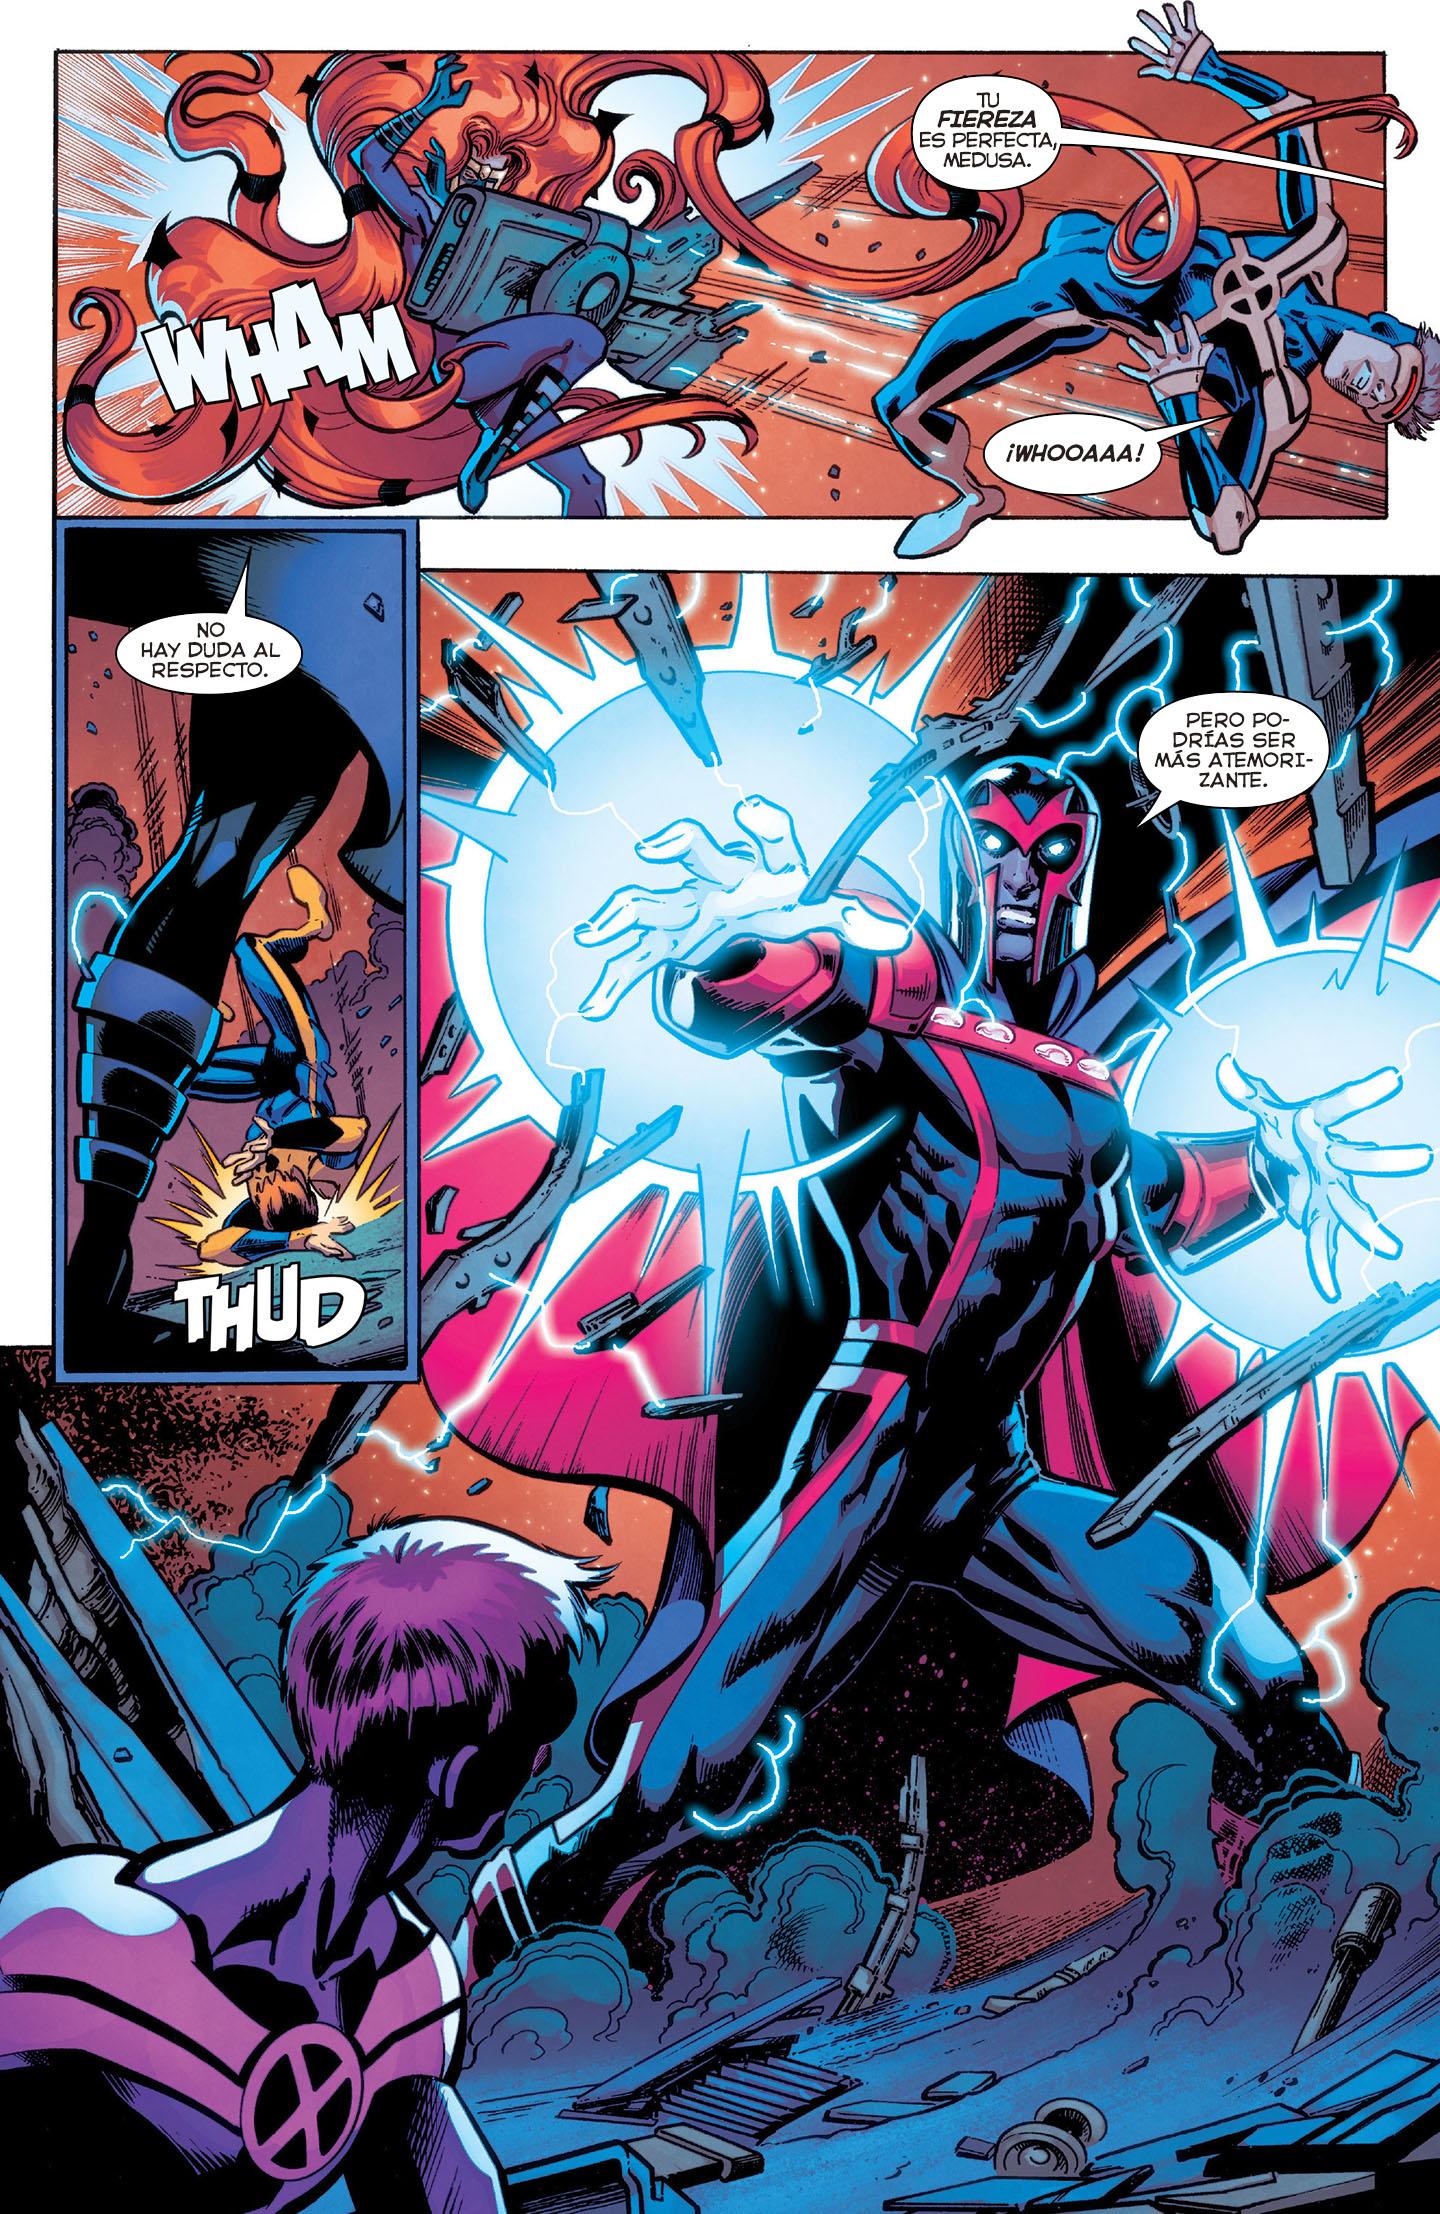 TU
FIEREZA
ES PERFECTA,
MEDUSA.
WHAM
¡WHOOAAA!
NO
HAY DUDA AL
RESPECTO.
THUD
PERO PO-
DRÍAS SER
MÁS ATEMORI-
ZANTE.